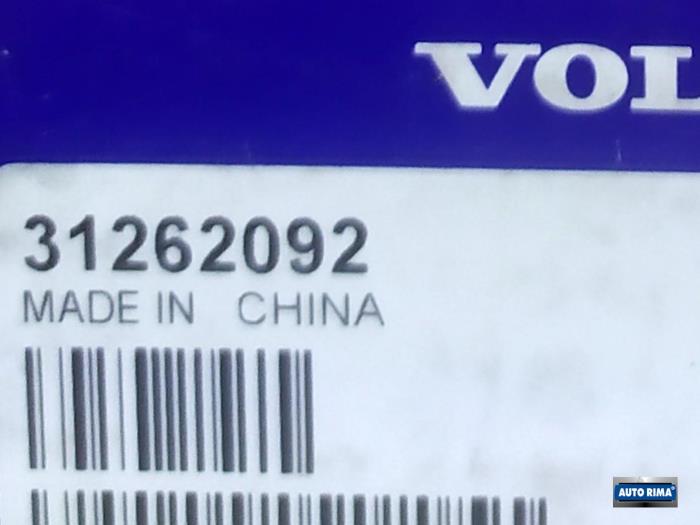 VOL
31262092
MADE IN CHINA
AUTO RIMA